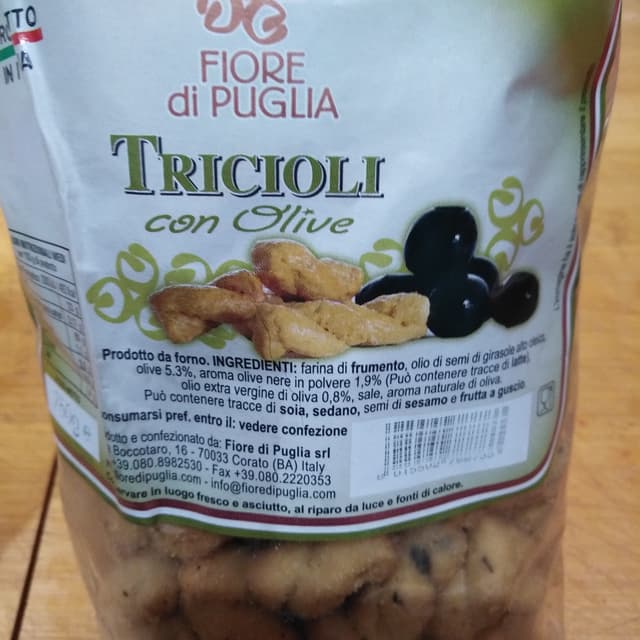 FIORE
di PUGLIA
TRICIOLI
con Olive
Prodotto da forno. INGREDIENTI: farina di frumento, olio di semi di girasole alto
olive 5.3%, aroma olive nere in polvere 1,9% (Può contenere tracce di latte),
olio extra vergine di oliva 0,8%, sale, aroma naturale di oliva.
Può contenere tracce di soia, sedano, semi di sesamo e frutta a guscio.
onsumarsi pref. entro il: vedere confezione
dotto e confezionato da: Fiore di Puglia srl
Boccotaro, 16 - 70033 Corato (BA) Italy
+39.080.8982530 - Fax +39.080.2220353
fioredipuglia.com - info@fioredipuglia.com
ervare in luogo fresco e asciutto, al riparo da luce e fonti di calore.